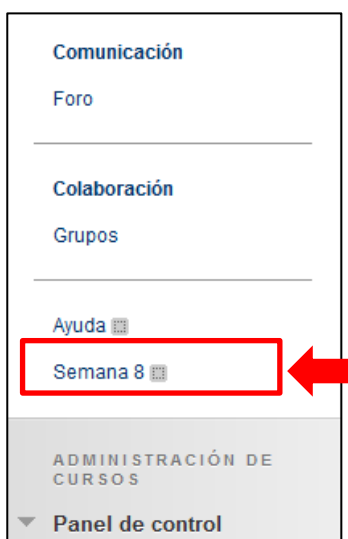 Comunicación
Foro
Colaboración
Grupos
Ayuda
Semana 8
ADMINISTRACIÓN DE
CURSOS
Panel de control